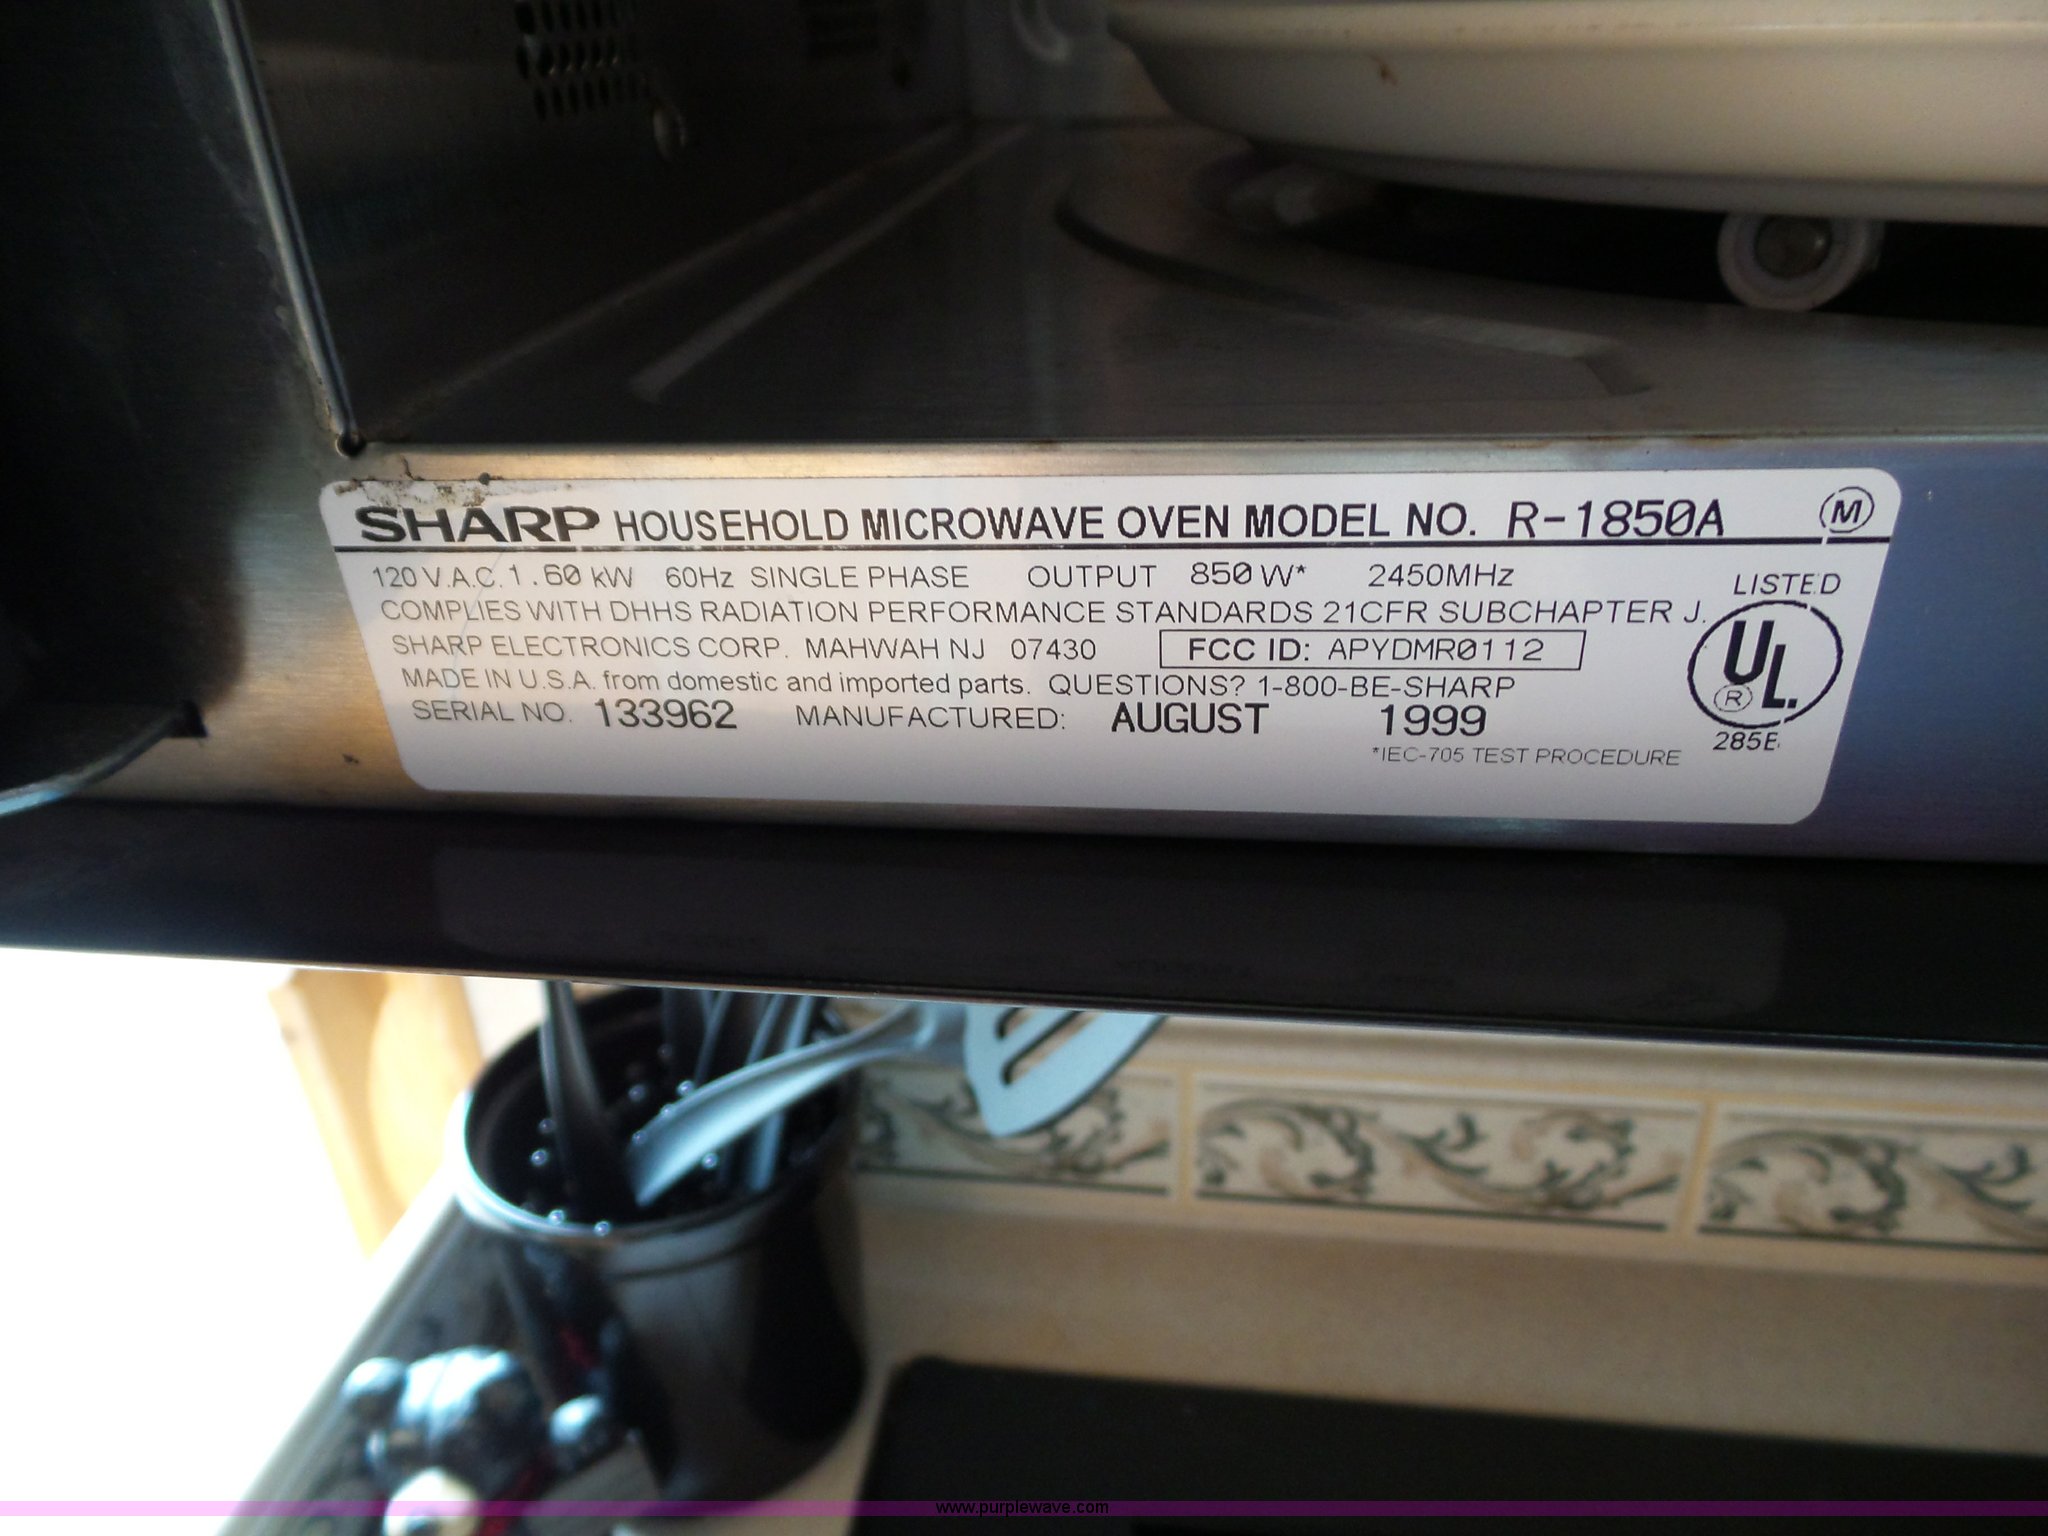 SHARP HOUSEHOLD MICROWAVE OVEN MODEL NO. R-1850A M
120 V.A.C. 1.60 kW 60Hz SINGLE PHASE OUTPUT 850 W* 2450MHz
LISTED
COMPLIES WITH DHHS RADIATION PERFORMANCE STANDARDS 21CFR SUBCHAPTER J.
SHARP ELECTRONICS CORP. MAHWAH NJ 07430 FCC ID: APYDMR0112
UL ®
MADE IN U.S.A. from domestic and imported parts. QUESTIONS? 1-800-BE-SHARP
SERIAL NO. 133962 MANUFACTURED: AUGUST 1999
285E
*IEC-705 TEST PROCEDURE
www.purplewave.com